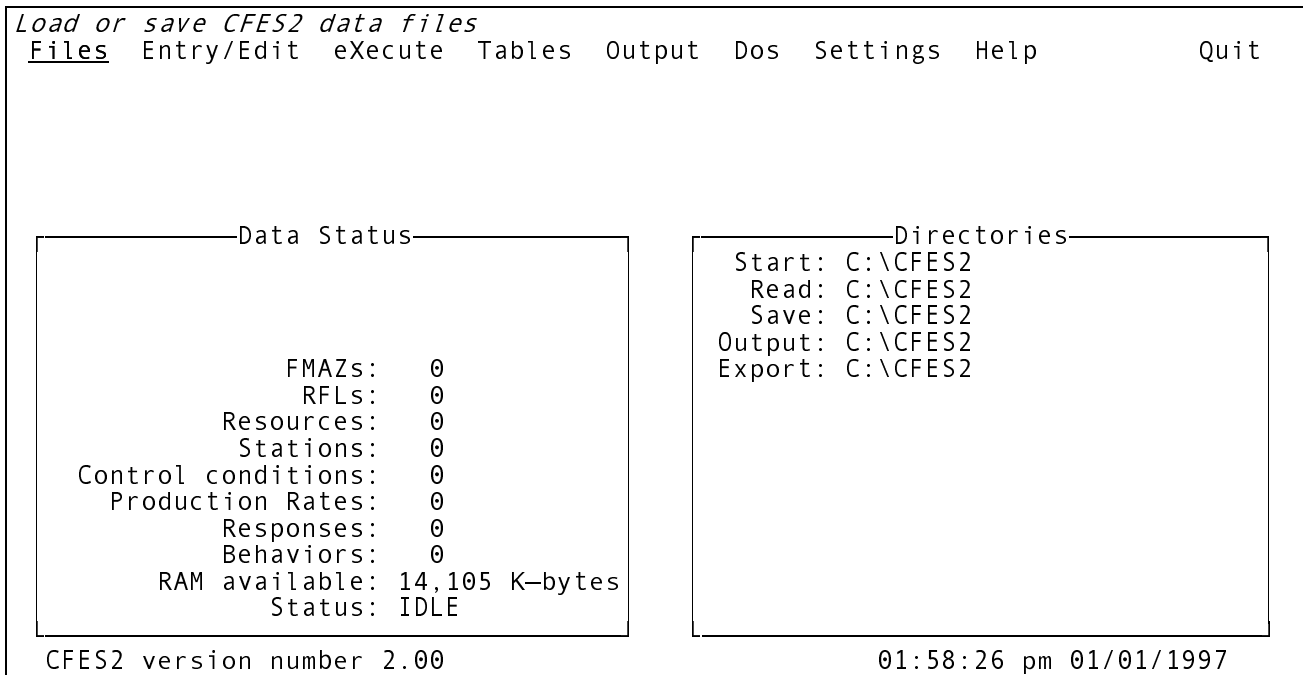 Load or save CFES2 data files
Files Entry/Edit eXecute Tables Output Dos Settings Help Quit
Data Status
FMAZs: 0
RFLs: 0
Resources: 0
Stations: 0
Control conditions: 0
Production Rates: 0
Responses: 0
Behaviors: 0
RAM available: 14,105 K–bytes
Status: IDLE
Directories
Start: C:\CFES2
Read: C:\CFES2
Save: C:\CFES2
Output: C:\CFES2
Export: C:\CFES2
CFES2 version number 2.00
01:58:26 pm 01/01/1997